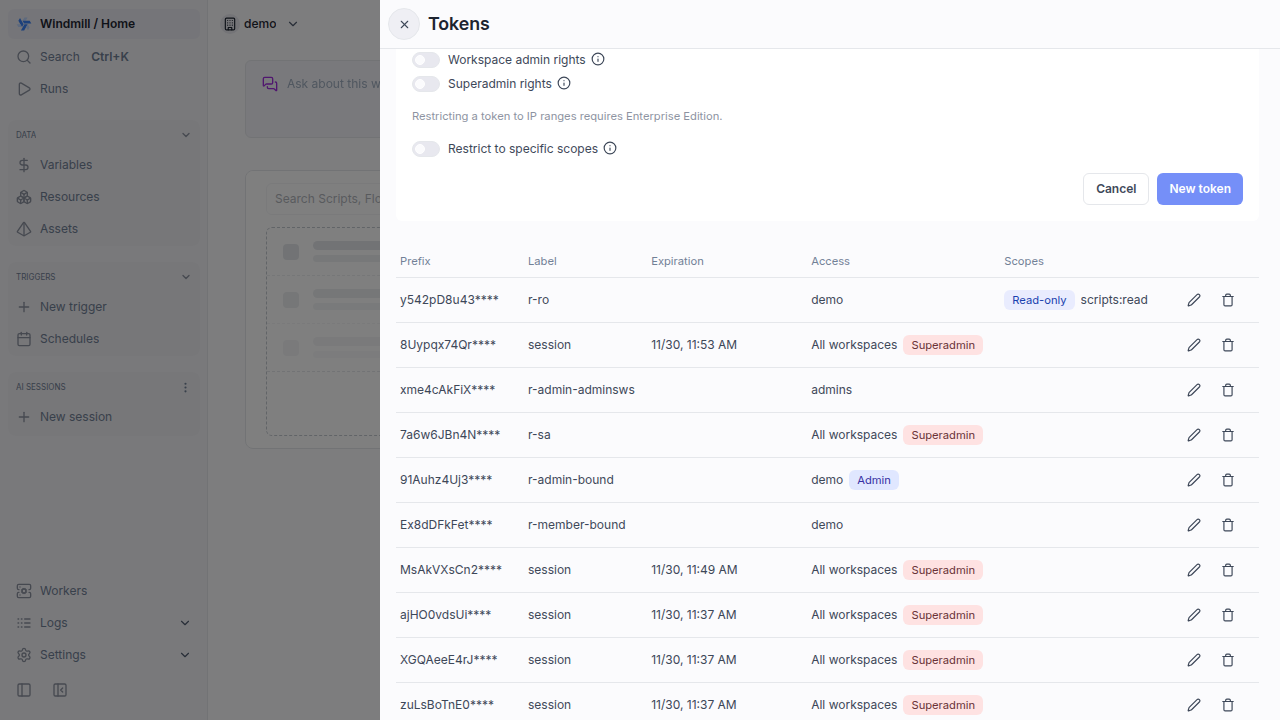 Windmill / Home
Search Ctrl+K
Runs
DATA
Variables
Resources
Assets
TRIGGERS
New trigger
Schedules
AI SESSIONS
New session
Workers
Logs
Settings
demo
Ask about this w
Search Scripts, Flo
Tokens
Workspace admin rights
Superadmin rights
Restricting a token to IP ranges requires Enterprise Edition.
Restrict to specific scopes
Cancel New token
Prefix Label Expiration Access Scopes
y542pD8u43**** r-ro demo Read-only scripts:read
8Uypqx74Qr**** session 11/30, 11:53 AM All workspaces Superadmin
xme4cAkFiX**** r-admin-adminsws admins
7a6w6JBn4N**** r-sa All workspaces Superadmin
91Auhz4Uj3**** r-admin-bound demo Admin
Ex8dDFkFet**** r-member-bound demo
MsAkVXsCn2**** session 11/30, 11:49 AM All workspaces Superadmin
ajHO0vdsUi**** session 11/30, 11:37 AM All workspaces Superadmin
XGQAeeE4rJ**** session 11/30, 11:37 AM All workspaces Superadmin
zuLsBoTnE0**** session 11/30, 11:37 AM All workspaces Superadmin